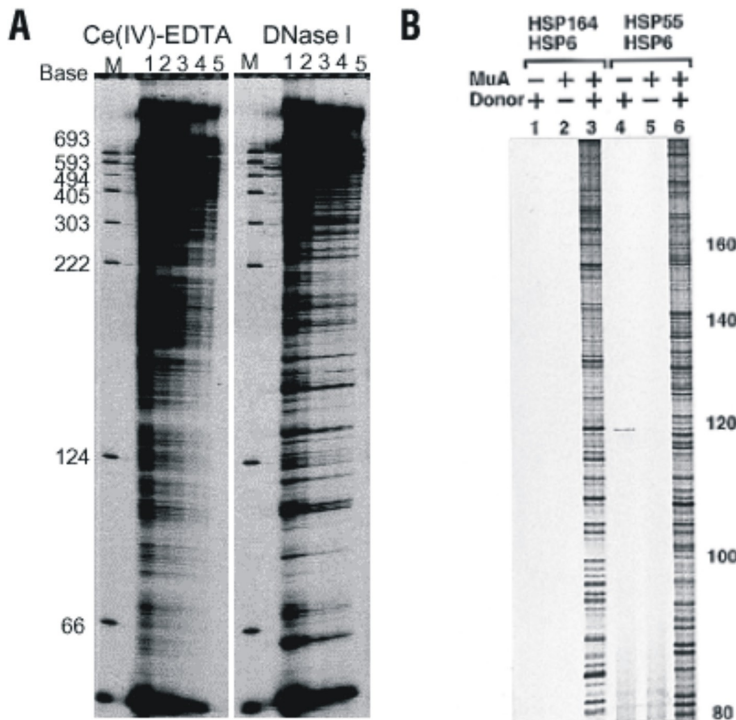 A
Ce(IV)-EDTA DNase I
Base M 1 2 3 4 5 M 1 2 3 4 5
693
593
494
405
303
222
124
66
B
HSP164 HSP55
HSP6 HSP6
MuA − + + − + +
Donor + − + + − +
1 2 3 4 5 6
160
140
120
100
80